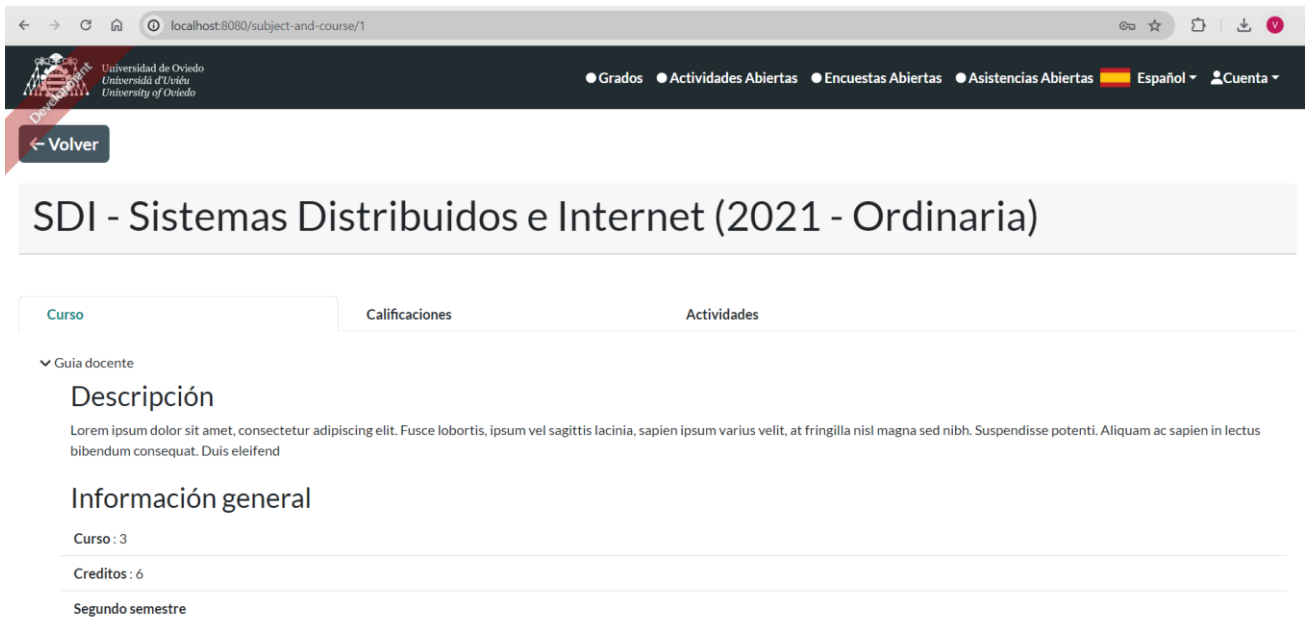 localhost:8080/subject-and-course/1
V
Universidad de Oviedo
Universidá d'Uviéu
University of Oviedo
Development
Grados Actividades Abiertas Encuestas Abiertas Asistencias Abiertas Español Cuenta
Volver
SDI - Sistemas Distribuidos e Internet (2021 - Ordinaria)
Curso Calificaciones Actividades
Guia docente
Descripción
Lorem ipsum dolor sit amet, consectetur adipiscing elit. Fusce lobortis, ipsum vel sagittis lacinia, sapien ipsum varius velit, at fringilla nisl magna sed nibh. Suspendisse potenti. Aliquam ac sapien in lectus
bibendum consequat. Duis eleifend
Información general
Curso : 3
Creditos : 6
Segundo semestre